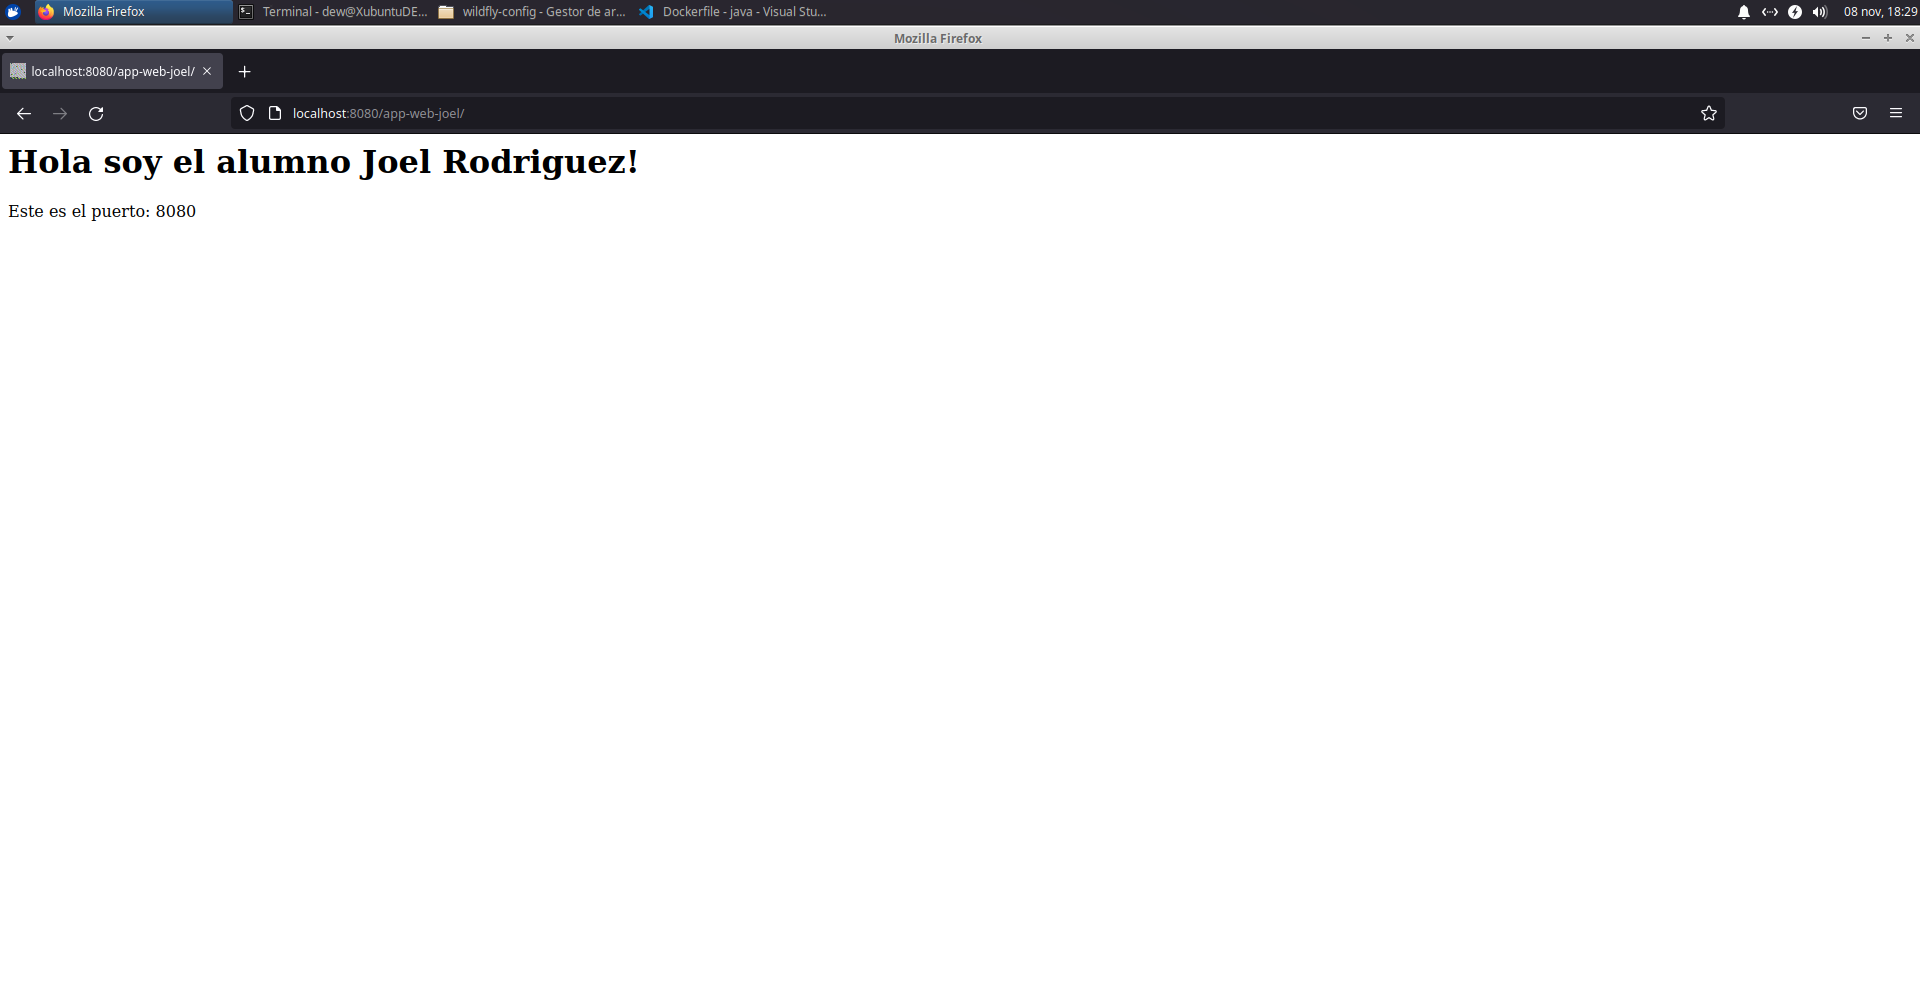 Mozilla Firefox
Terminal - dew@XubuntuDE...
wildfly-config - Gestor de ar...
Dockerfile - java - Visual Stu...
08 nov, 18:29
Mozilla Firefox
localhost:8080/app-web-joel/
localhost:8080/app-web-joel/
Hola soy el alumno Joel Rodriguez!
Este es el puerto: 8080